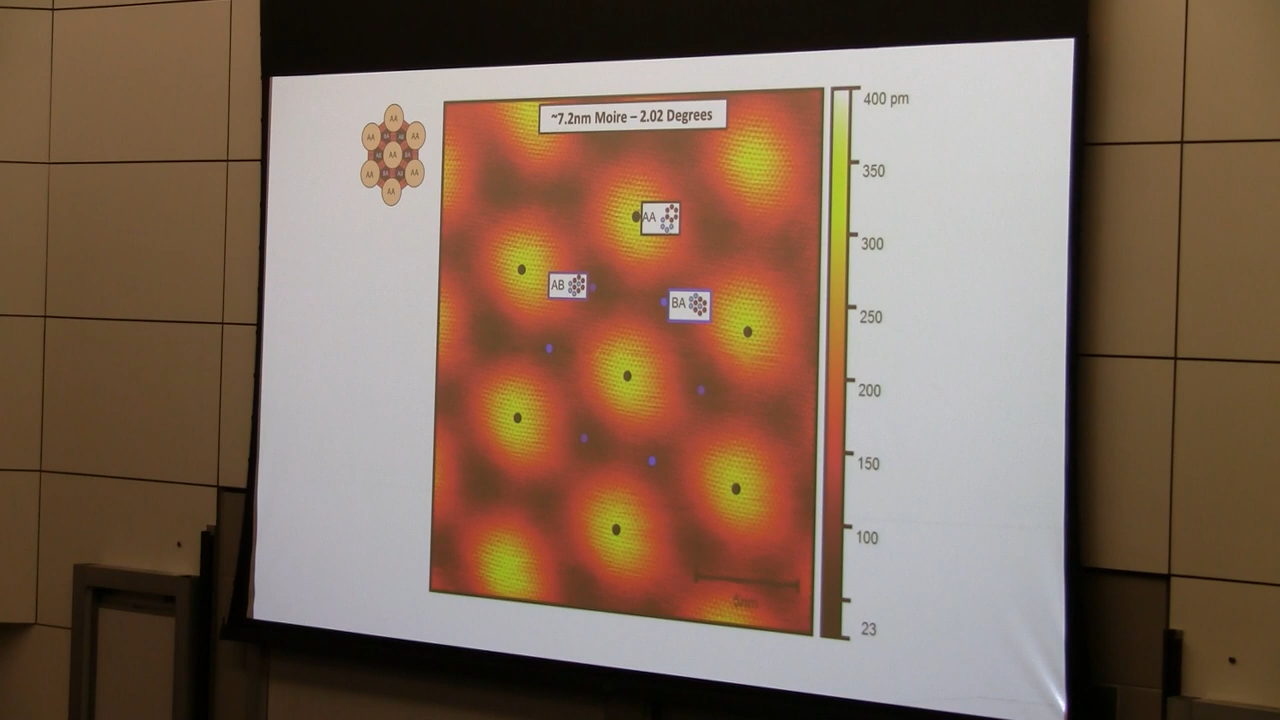 ~7.2nm Moire – 2.02 Degrees
400 pm
350
300
250
200
150
100
23
AA
AA
AA
AA
AA
AA
AA
AA
AB
BA